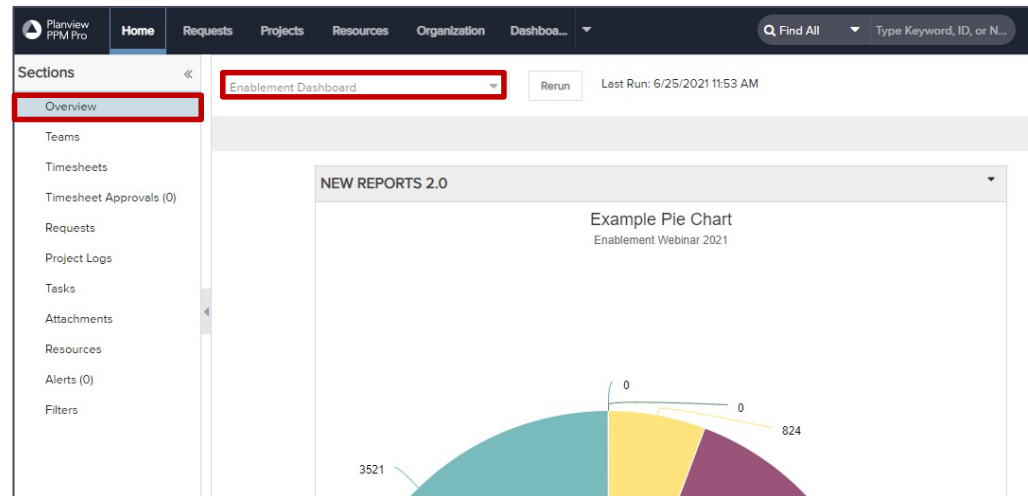 Planview
PPM Pro
Home
Requests
Projects
Resources
Organization
Dashboa...
Find All
Type Keyword, ID, or N...
Sections
«
Enablement Dashboard
Rerun
Last Run: 6/25/2021 11:53 AM
Overview
Teams
Timesheets
Timesheet Approvals (0)
Requests
Project Logs
Tasks
Attachments
Resources
Alerts (0)
Filters
NEW REPORTS 2.0
Example Pie Chart
Enablement Webinar 2021
0
0
824
3521